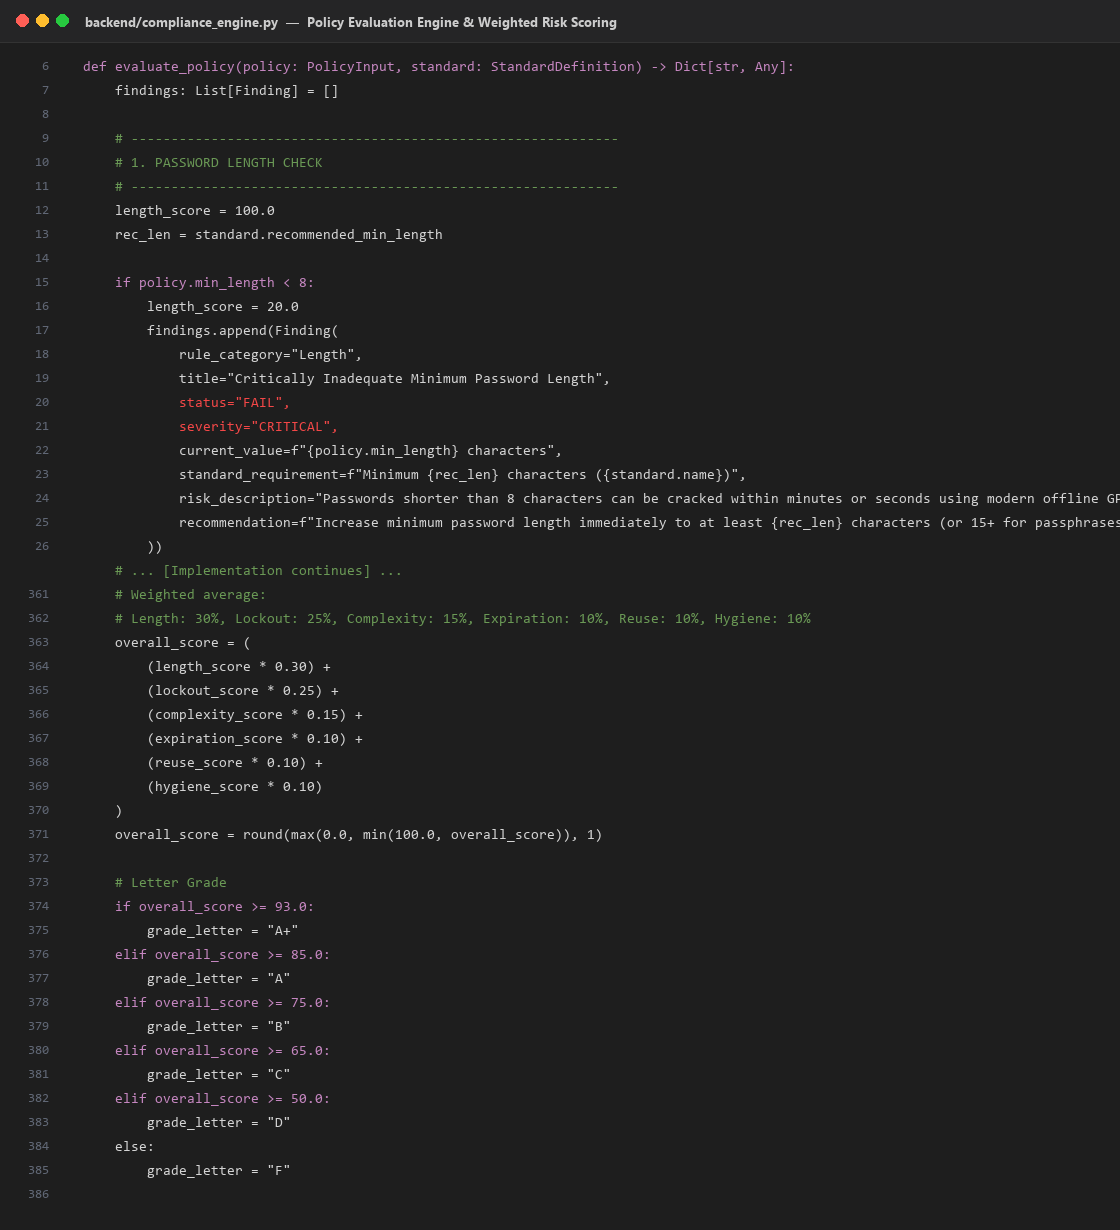 backend/compliance_engine.py — Policy Evaluation Engine & Weighted Risk Scoring
6 def evaluate_policy(policy: PolicyInput, standard: StandardDefinition) -> Dict[str, Any]:
7     findings: List[Finding] = []
8
9     # -------------------------------------------------------------
10     # 1. PASSWORD LENGTH CHECK
11     # -------------------------------------------------------------
12     length_score = 100.0
13     rec_len = standard.recommended_min_length
14
15     if policy.min_length < 8:
16         length_score = 20.0
17         findings.append(Finding(
18             rule_category="Length",
19             title="Critically Inadequate Minimum Password Length",
20             status="FAIL",
21             severity="CRITICAL",
22             current_value=f"{policy.min_length} characters",
23             standard_requirement=f"Minimum {rec_len} characters ({standard.name})",
24             risk_description="Passwords shorter than 8 characters can be cracked within minutes or seconds using modern offline
25             recommendation=f"Increase minimum password length immediately to at least {rec_len} characters (or 15+ for passphrases
26         ))
    # ... [Implementation continues] ...
361     # Weighted average:
362     # Length: 30%, Lockout: 25%, Complexity: 15%, Expiration: 10%, Reuse: 10%, Hygiene: 10%
363     overall_score = (
364         (length_score * 0.30) +
365         (lockout_score * 0.25) +
366         (complexity_score * 0.15) +
367         (expiration_score * 0.10) +
368         (reuse_score * 0.10) +
369         (hygiene_score * 0.10)
370     )
371     overall_score = round(max(0.0, min(100.0, overall_score)), 1)
372
373     # Letter Grade
374     if overall_score >= 93.0:
375         grade_letter = "A+"
376     elif overall_score >= 85.0:
377         grade_letter = "A"
378     elif overall_score >= 75.0:
379         grade_letter = "B"
380     elif overall_score >= 65.0:
381         grade_letter = "C"
382     elif overall_score >= 50.0:
383         grade_letter = "D"
384     else:
385         grade_letter = "F"
386